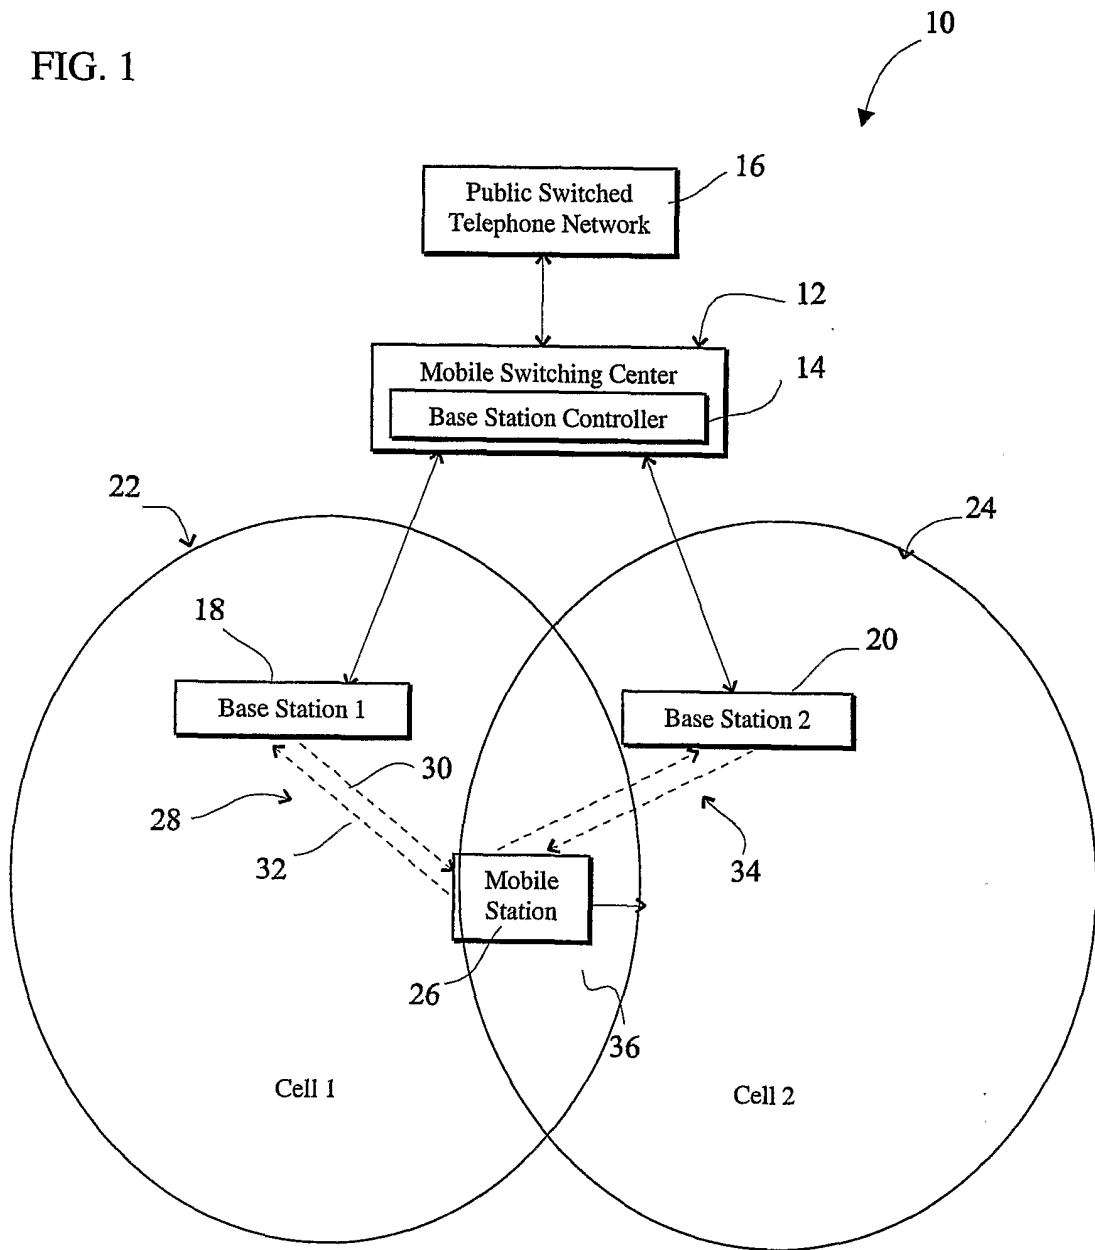 10
FIG. 1
16
Public Switched
Telephone Network
12
Mobile Switching Center
14
Base Station Controller
22
24
18
20
Base Station 1
Base Station 2
30
28
32
34
Mobile
Station
26
36
Cell 1
Cell 2